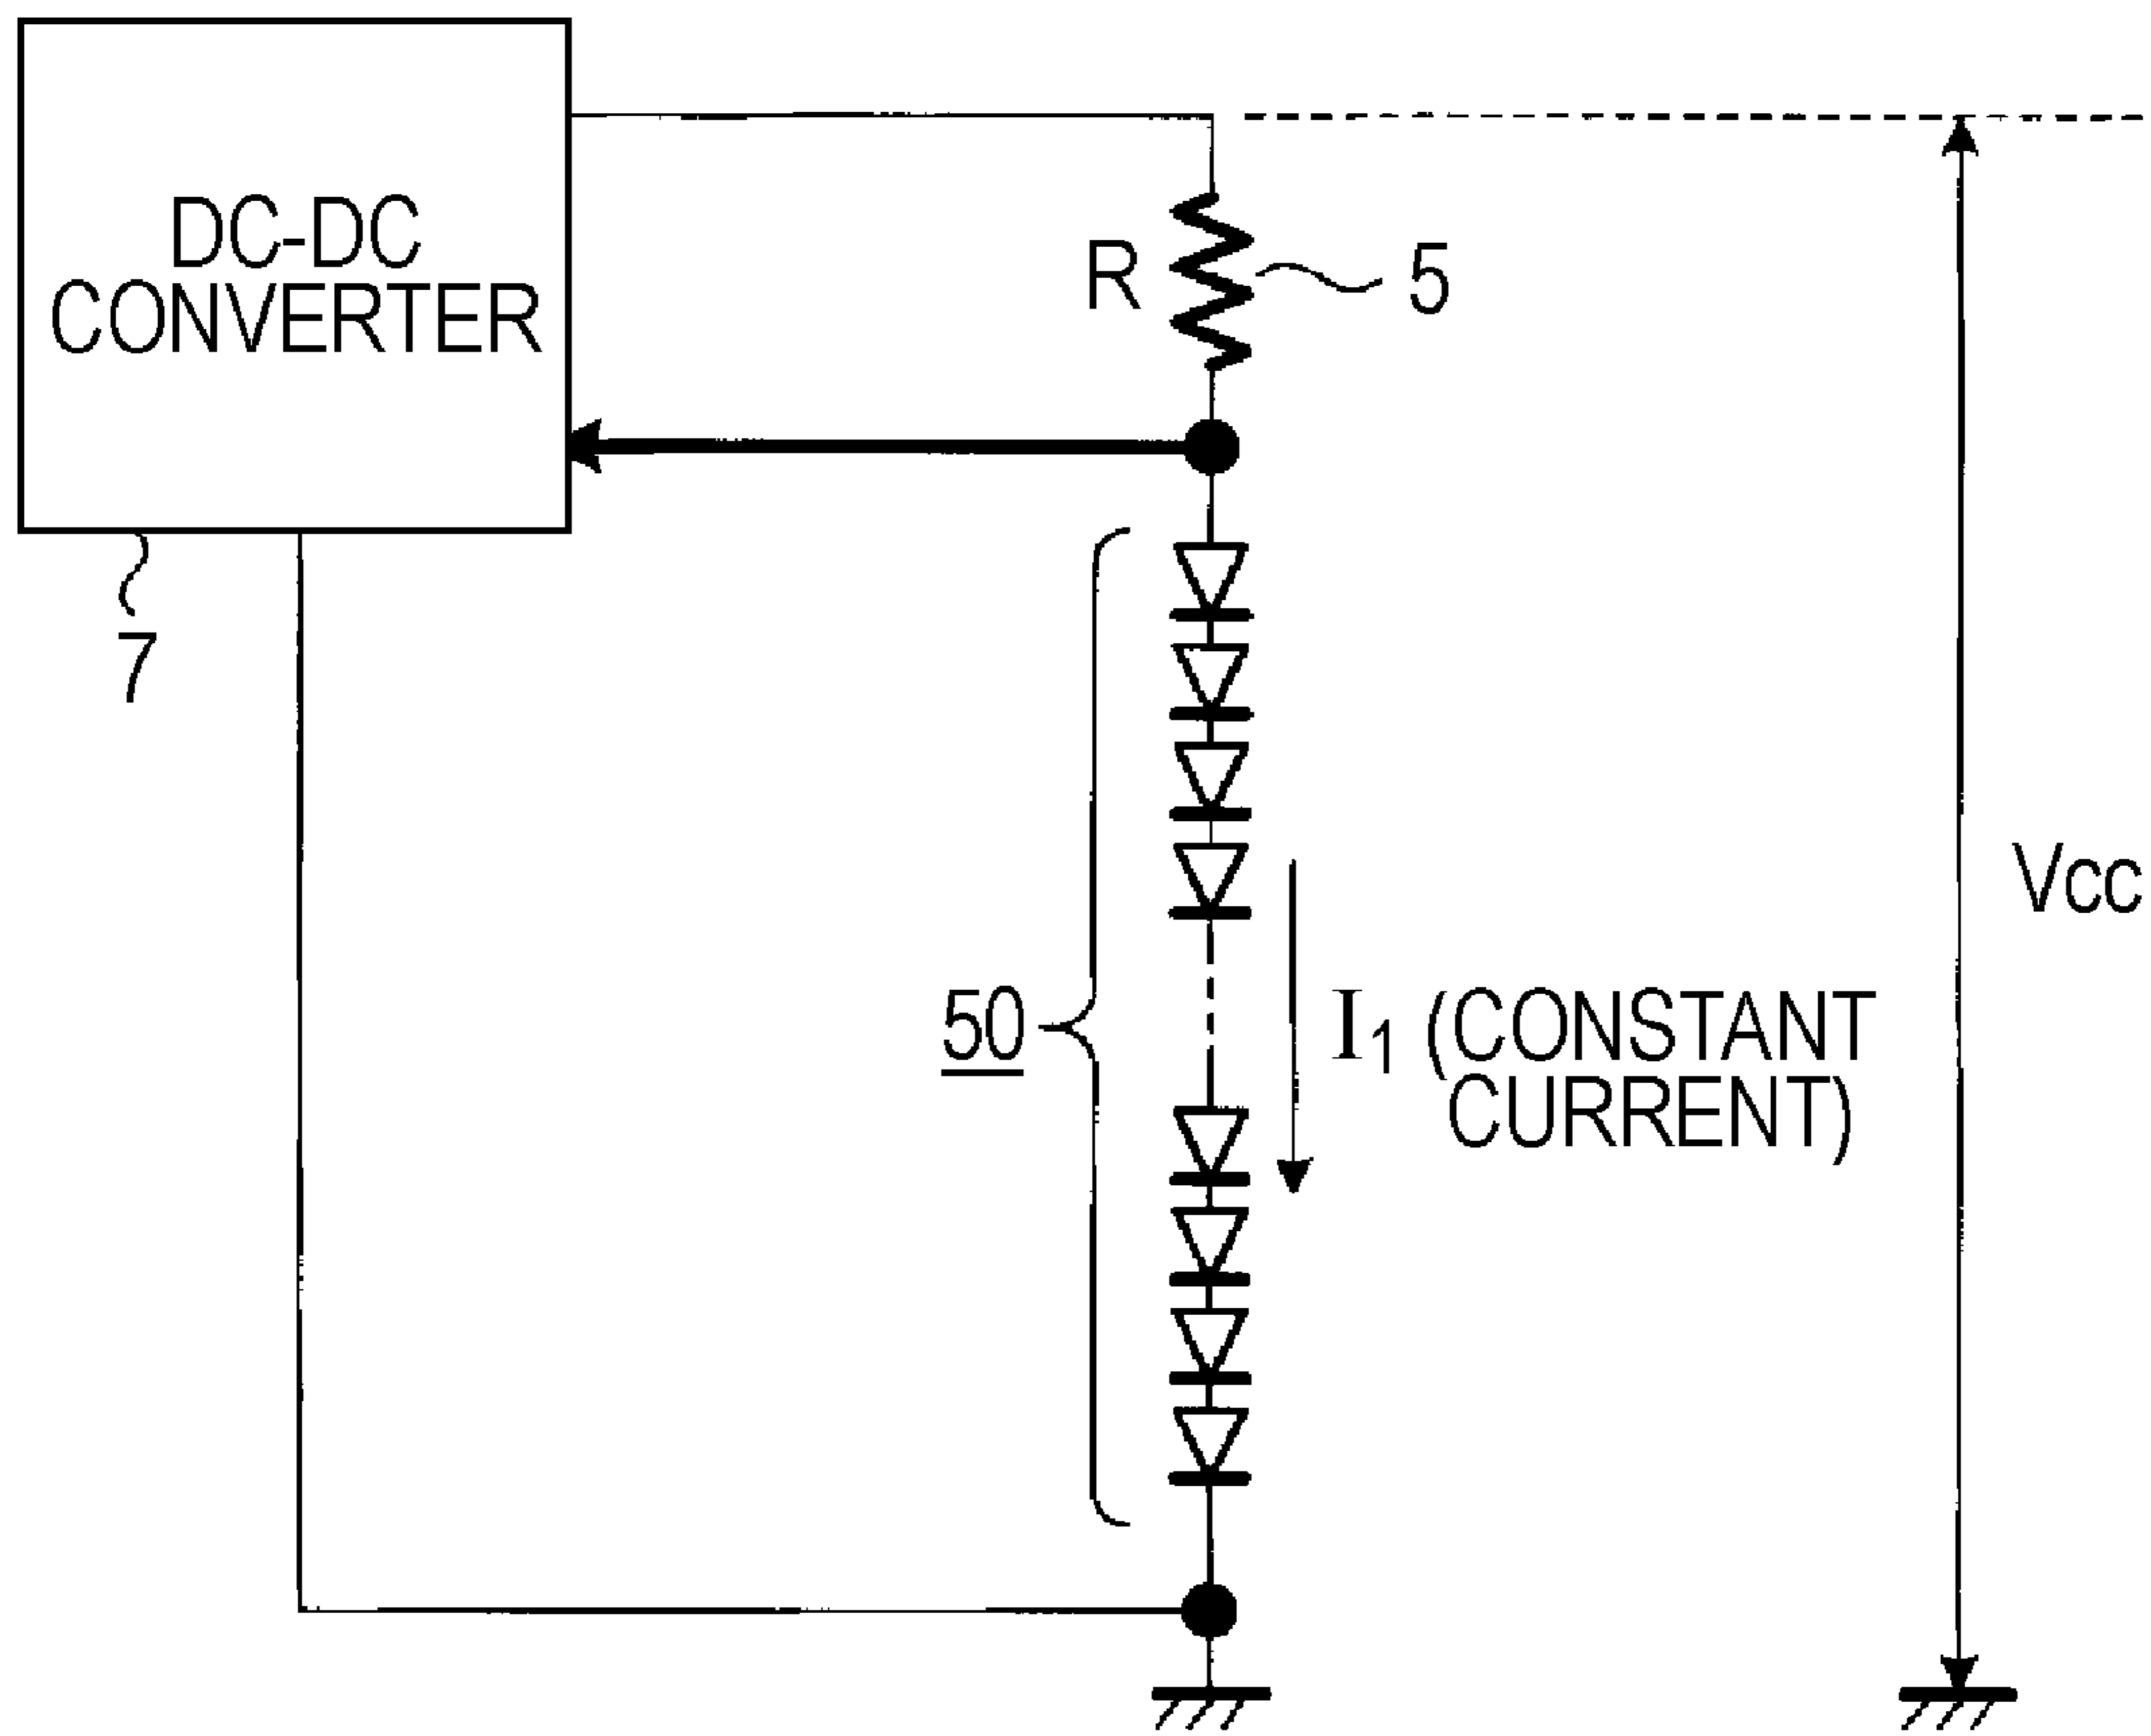 DC-DC
CONVERTER
R
5
7
Vcc
50
I1 (CONSTANT
CURRENT)